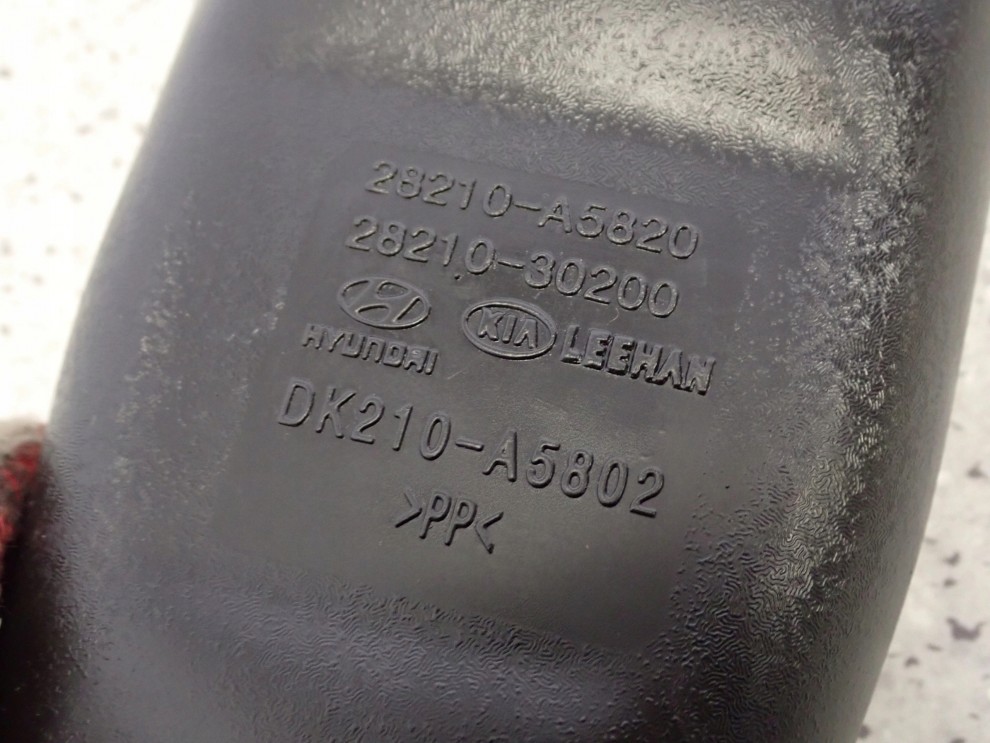 28210-A5820
28210-30200
HYUNDAI KIA LEEHAN
DK210-A5802
>PP<